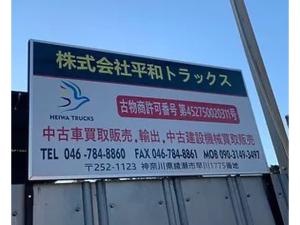 株式会社平和トラックス
HEIWA TRUCKS
古物商許可番号 第452750020311号
中古車買取販売.輸出.中古建設機械買取販売
TEL 046-784-8860 FAX 046-784-8861 MOB 090-3149-3497
〒252-1123 神奈川県綾瀬市早川1775番地